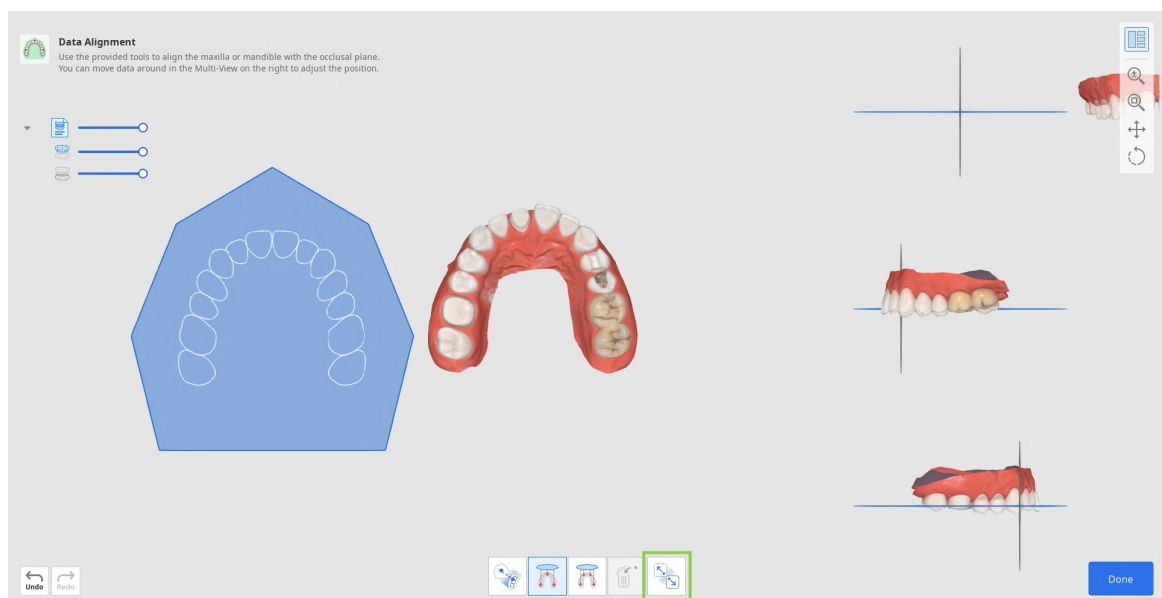 Data Alignment
Use the provided tools to align the maxilla or mandible with the occlusal plane.
You can move data around in the Multi-View on the right to adjust the position.
Undo
Redo
Done